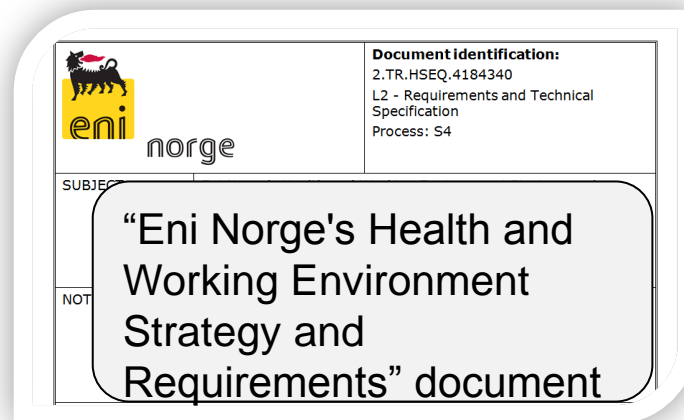 Document identification:
2.TR.HSEQ.4184340
L2 - Requirements and Technical
Specification
Process: S4
eni
norge
SUBJECT
NOT
“Eni Norge's Health and
Working Environment
Strategy and
Requirements” document